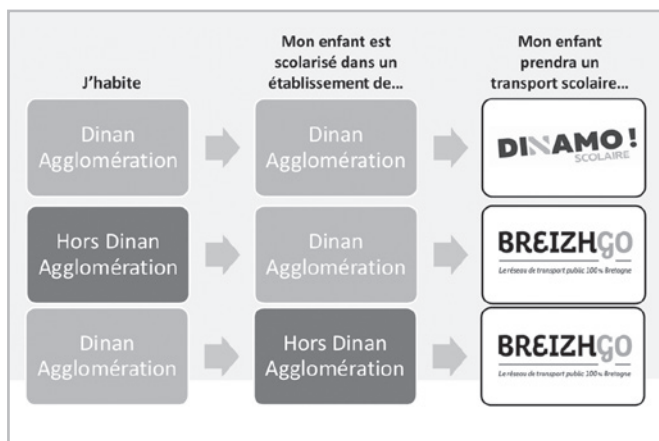 J'habite
Mon enfant est
scolarisé dans un
établissement de...
Mon enfant
prendra un
transport scolaire...
Dinan
Agglomération
Dinan
Agglomération
DINAMO !
SCOLAIRE
Hors Dinan
Agglomération
Dinan
Agglomération
BREIZHGO
Le réseau de transport public 100% Bretagne
Dinan
Agglomération
Hors Dinan
Agglomération
BREIZHGO
Le réseau de transport public 100% Bretagne